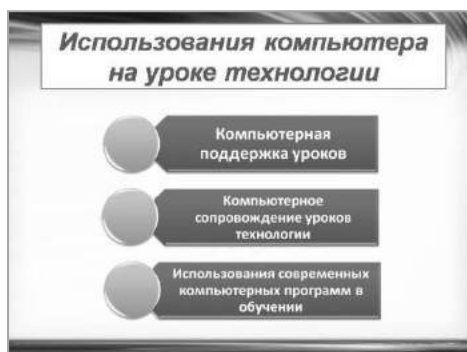 Использования компьютера
на уроке технологии
Компьютерная
поддержка уроков
Компьютерное
сопровождение уроков
технологии
Использования современных
компьютерных программ в
обучении